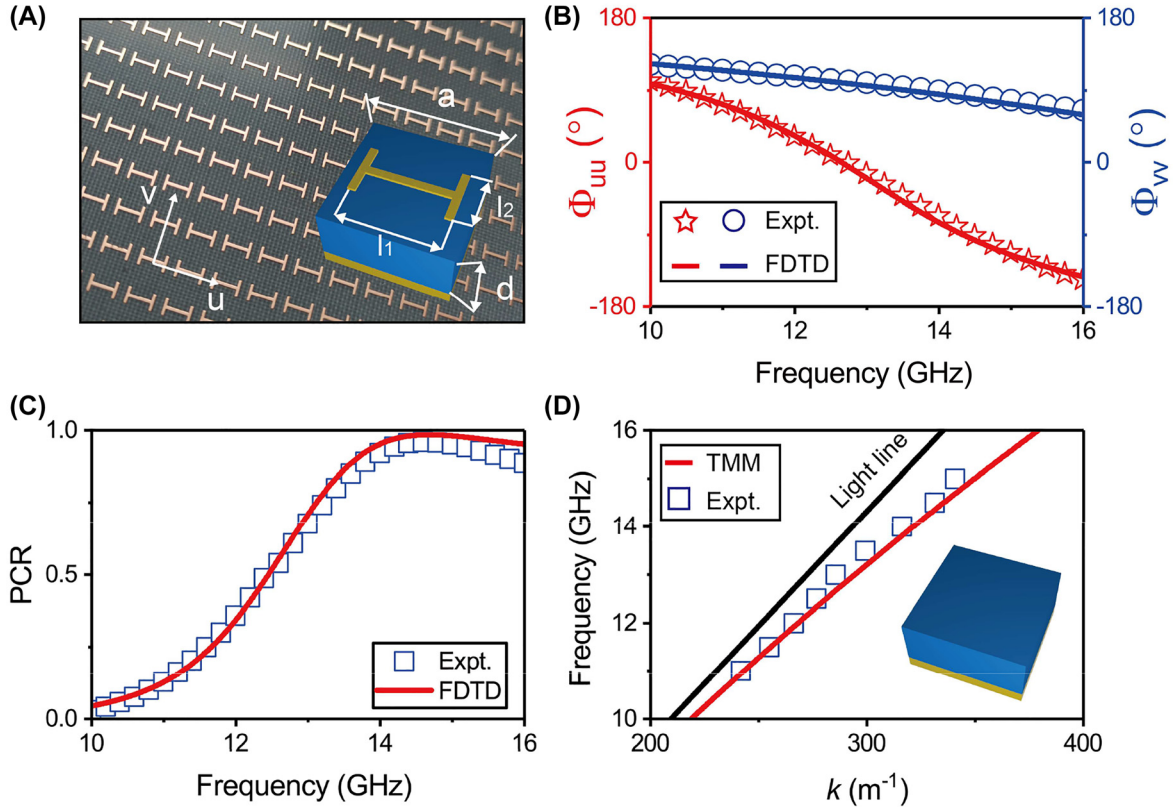 (A)
a
v
u
l1
l2
d
(B)
180
0
-180
Φuu (°)
180
0
-180
Φvv (°)
Expt.
FDTD
10 12 14 16
Frequency (GHz)
(C)
1.0
0.5
0.0
PCR
Expt.
FDTD
10 12 14 16
Frequency (GHz)
(D)
16
14
12
10
Frequency (GHz)
TMM
Expt.
Light line
200 300 400
k (m⁻¹)